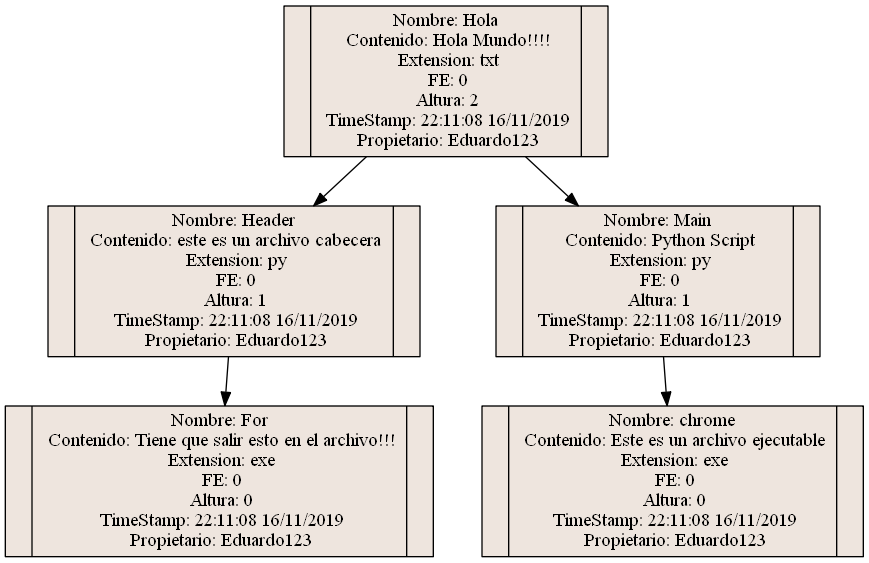 Nombre: Hola
Contenido: Hola Mundo!!!!
Extension: txt
FE: 0
Altura: 2
TimeStamp: 22:11:08 16/11/2019
Propietario: Eduardo123
Nombre: Header
Contenido: este es un archivo cabecera
Extension: py
FE: 0
Altura: 1
TimeStamp: 22:11:08 16/11/2019
Propietario: Eduardo123
Nombre: Main
Contenido: Python Script
Extension: py
FE: 0
Altura: 1
TimeStamp: 22:11:08 16/11/2019
Propietario: Eduardo123
Nombre: For
Contenido: Tiene que salir esto en el archivo!!!
Extension: exe
FE: 0
Altura: 0
TimeStamp: 22:11:08 16/11/2019
Propietario: Eduardo123
Nombre: chrome
Contenido: Este es un archivo ejecutable
Extension: exe
FE: 0
Altura: 0
TimeStamp: 22:11:08 16/11/2019
Propietario: Eduardo123